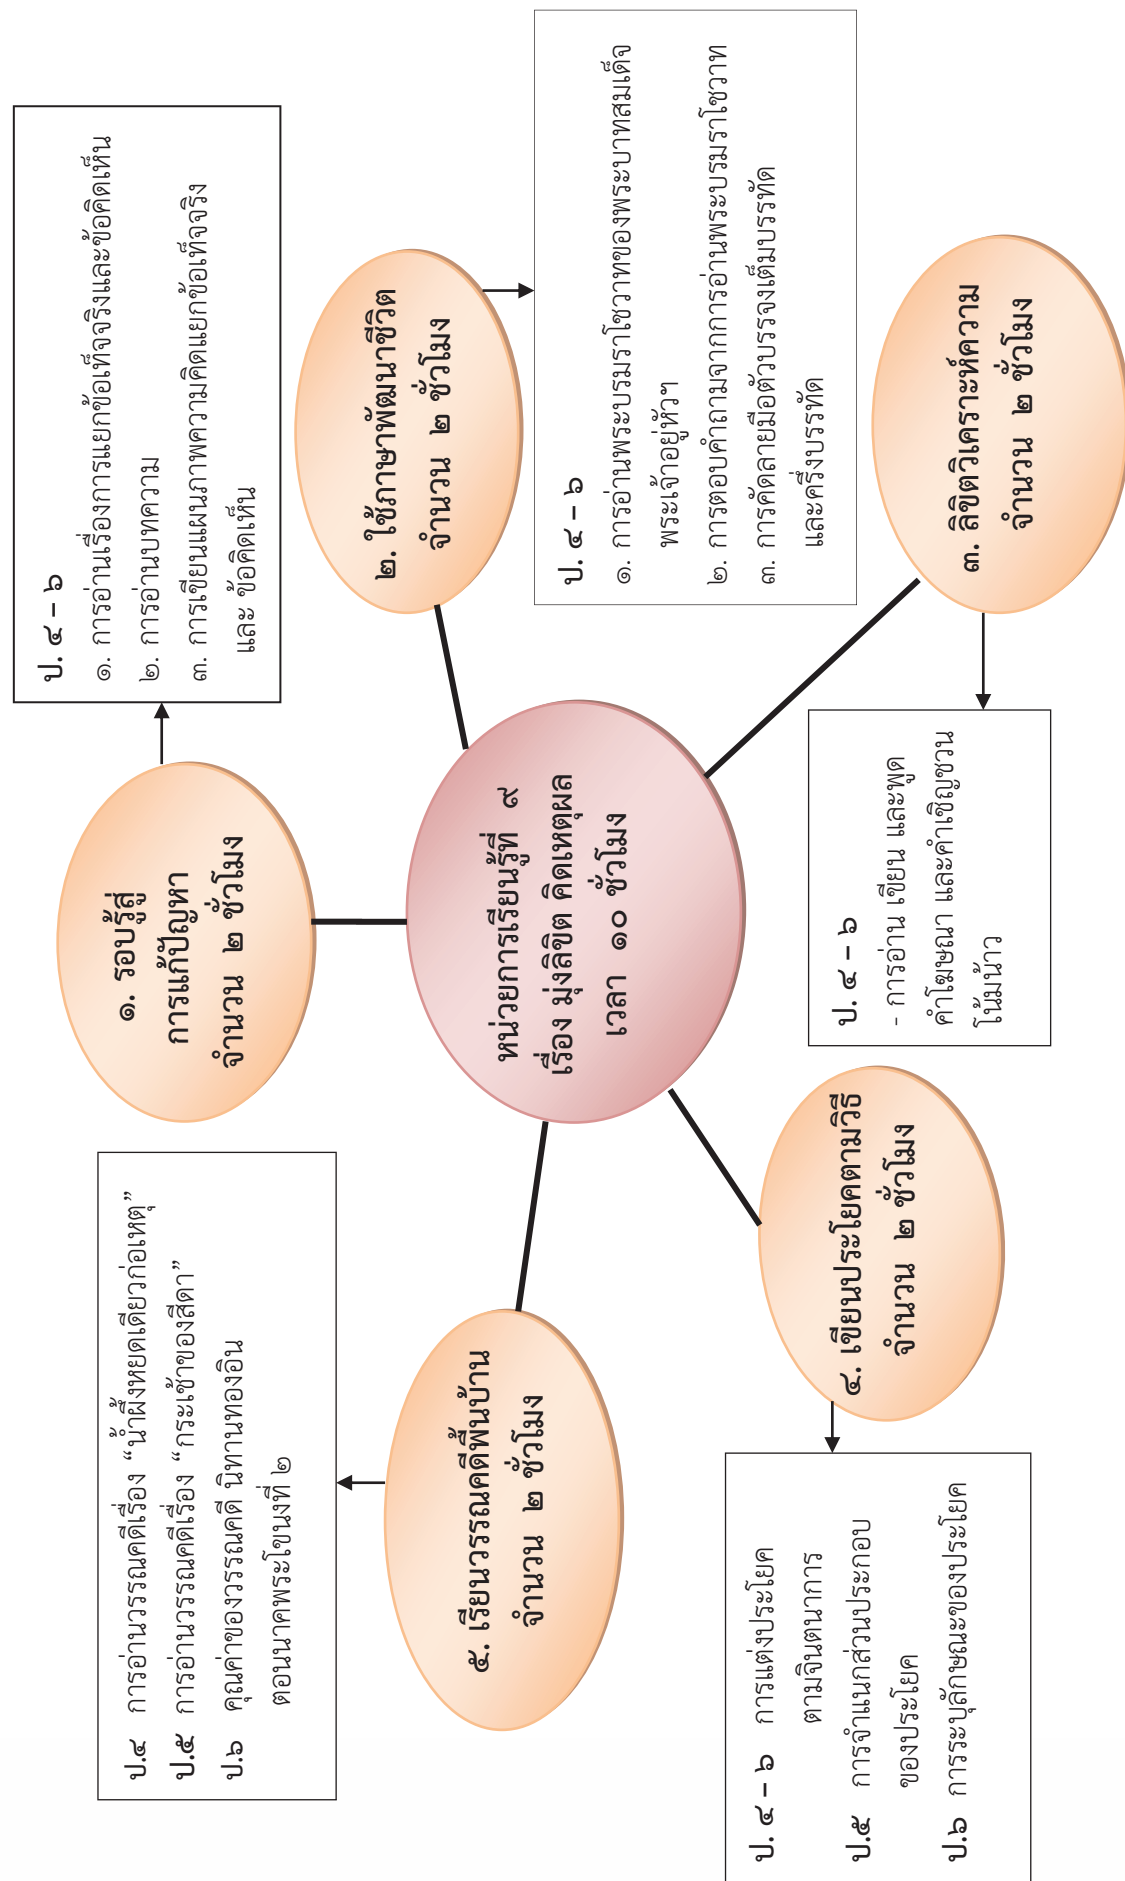 หน่วยการเรียนรู้ที่ ๙
เรื่อง มุ่งลิขิต คิดเหตุผล
เวลา ๑๐ ชั่วโมง
๑. รอบรู้สู่
การแก้ปัญหา
จำนวน ๒ ชั่วโมง
ป. ๔ – ๖
๑. การอ่านเรื่องการแยกข้อเท็จจริงและข้อคิดเห็น
๒. การอ่านบทความ
๓. การเขียนแผนภาพความคิดแยกข้อเท็จจริง
และ ข้อคิดเห็น
๒. ใช้ภาษาพัฒนาชีวิต
จำนวน ๒ ชั่วโมง
ป. ๔ – ๖
๑. การอ่านพระบรมราโชวาทของพระบาทสมเด็จ
พระเจ้าอยู่หัวฯ
๒. การตอบคำถามจากการอ่านพระบรมราโชวาท
๓. การคัดลายมือตัวบรรจงเต็มบรรทัด
และครึ่งบรรทัด
๓. ลิขิตวิเคราะห์ความ
จำนวน ๒ ชั่วโมง
ป. ๔ – ๖
- การอ่าน เขียน และพูด
คำโฆษณา และคำเชิญชวน
โน้มน้าว
๔. เขียนประโยคตามวิธี
จำนวน ๒ ชั่วโมง
ป. ๔ – ๖ การแต่งประโยค
ตามจินตนาการ
ป.๕ การจำแนกส่วนประกอบ
ของประโยค
ป.๖ การระบุลักษณะของประโยค
๕. เรียนวรรณคดีพื้นบ้าน
จำนวน ๒ ชั่วโมง
ป.๔ การอ่านวรรณคดีเรื่อง “น้ำผึ้งหยดเดียวก่อเหตุ”
ป.๕ การอ่านวรรณคดีเรื่อง “กระเช้าของสีดา”
ป.๖ คุณค่าของวรรณคดี นิทานทองอิน
ตอนนาคพระโขนงที่ ๒